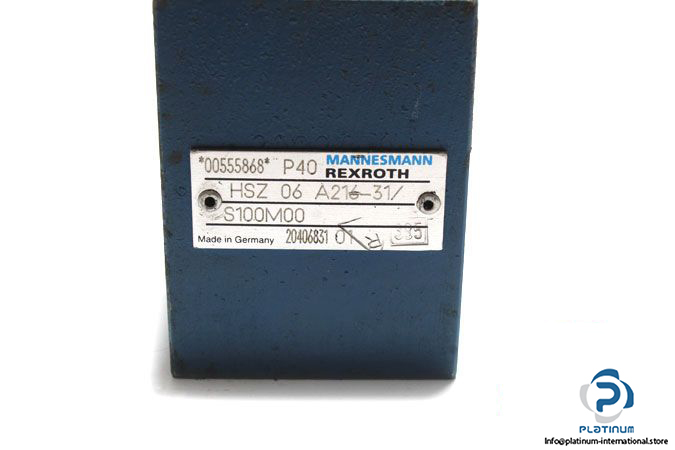 *00555868* P40 MANNESMANN
REXROTH
HSZ 06 A216-31/
S100M00
Made in Germany 20406831 01 R
P
PLATINUM
info@platinum-international.store